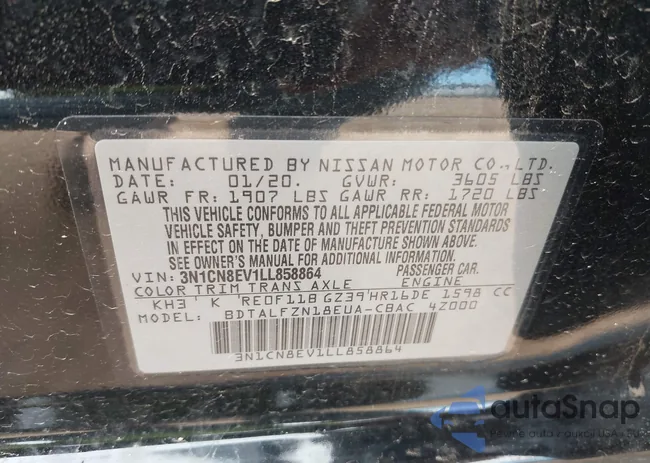 MANUFACTURED BY NISSAN MOTOR CO., LTD.
DATE: 01/20. GVWR: 3605 LBS
GAWR FR: 1907 LBS GAWR RR: 1720 LBS
THIS VEHICLE CONFORMS TO ALL APPLICABLE FEDERAL MOTOR
VEHICLE SAFETY, BUMPER AND THEFT PREVENTION STANDARDS
IN EFFECT ON THE DATE OF MANUFACTURE SHOWN ABOVE.
SEE OWNER'S MANUAL FOR ADDITIONAL INFORMATION.
VIN: 3N1CN8EV1LL858864 PASSENGER CAR.
COLOR TRIM TRANS AXLE ENGINE
KH3 K RE0F11B GZ39 HR16DE 1598 CC
MODEL: BDTALFZN18EUA-CBAC 4Z000
3N1CN8EV1LL858864
autaSnap